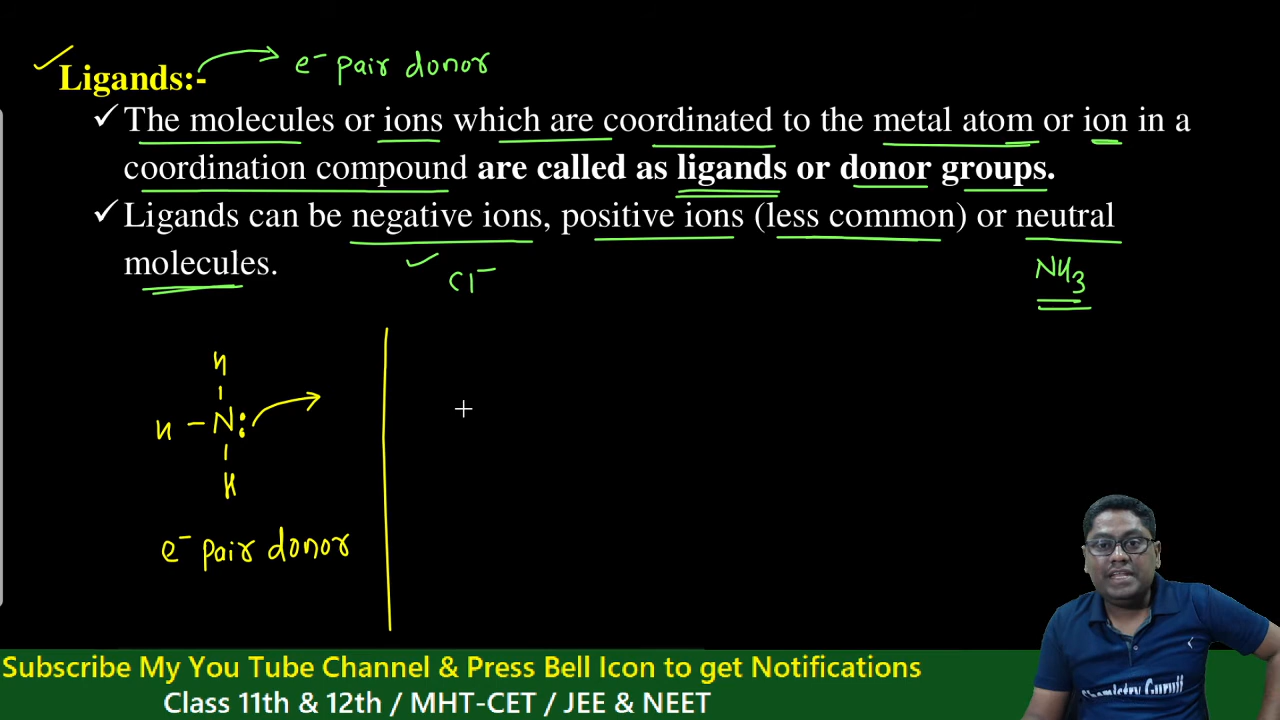 Ligands:- e⁻ pair donor
✓ The molecules or ions which are coordinated to the metal atom or ion in a
coordination compound are called as ligands or donor groups.
✓ Ligands can be negative ions, positive ions (less common) or neutral
molecules.
Cl⁻
NH3
H
H - N:
H
e⁻ pair donor
Chemistry Guruji
Subscribe My You Tube Channel & Press Bell Icon to get Notifications
Class 11th & 12th / MHT-CET / JEE & NEET